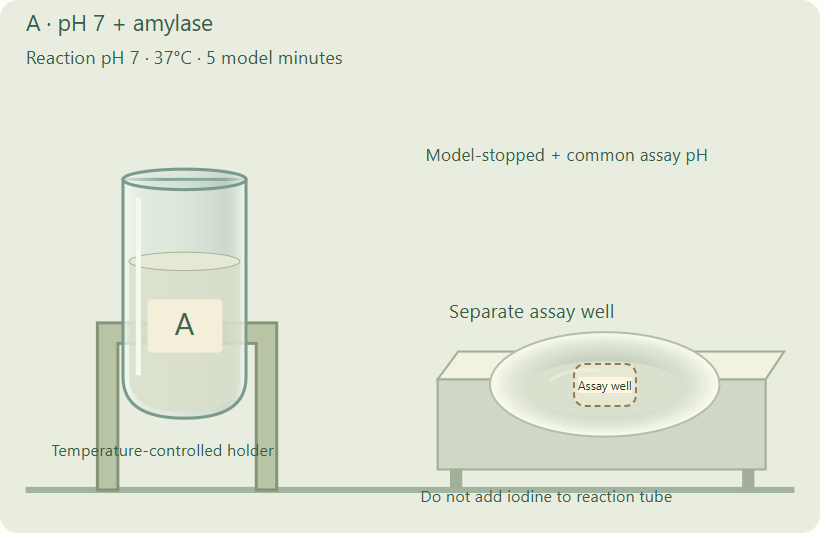 A · pH 7 + amylase
Reaction pH 7 · 37°C · 5 model minutes
Model-stopped + common assay pH
Separate assay well
A
Assay well
Temperature-controlled holder
Do not add iodine to reaction tube